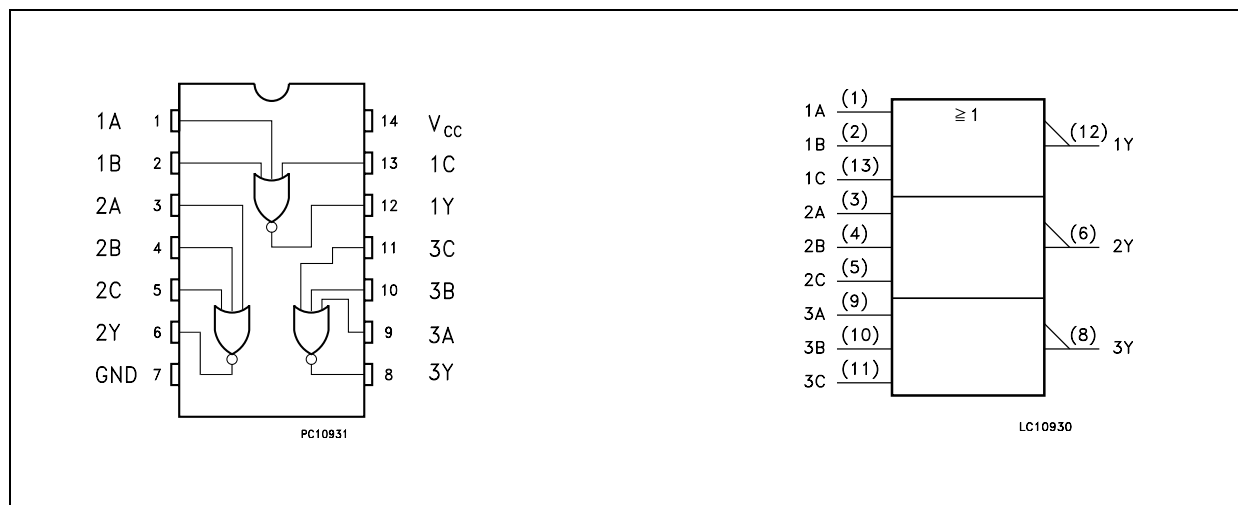 1A 1 14 VCC
1B 2 13 1C
2A 3 12 1Y
2B 4 11 3C
2C 5 10 3B
2Y 6 9 3A
GND 7 8 3Y
PC10931
≧ 1
1A (1)
1B (2)
1C (13)
2A (3)
2B (4)
2C (5)
3A (9)
3B (10)
3C (11)
(12) 1Y
(6) 2Y
(8) 3Y
LC10930